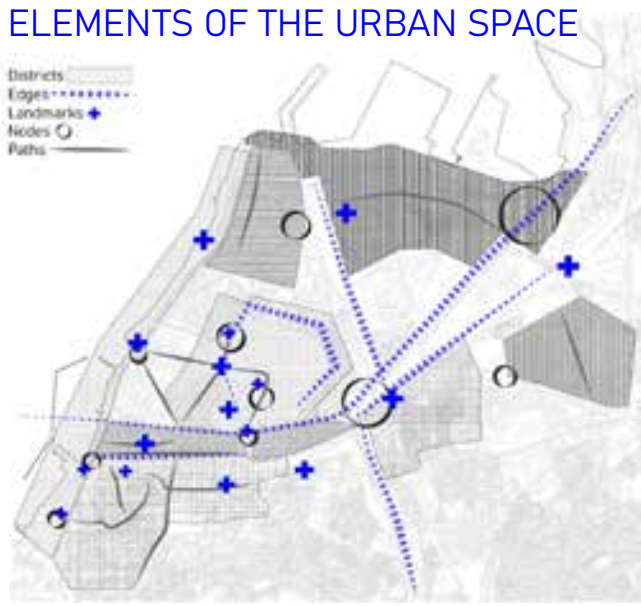 ELEMENTS OF THE URBAN SPACE
Districts
Edges
Landmarks
Nodes
Paths